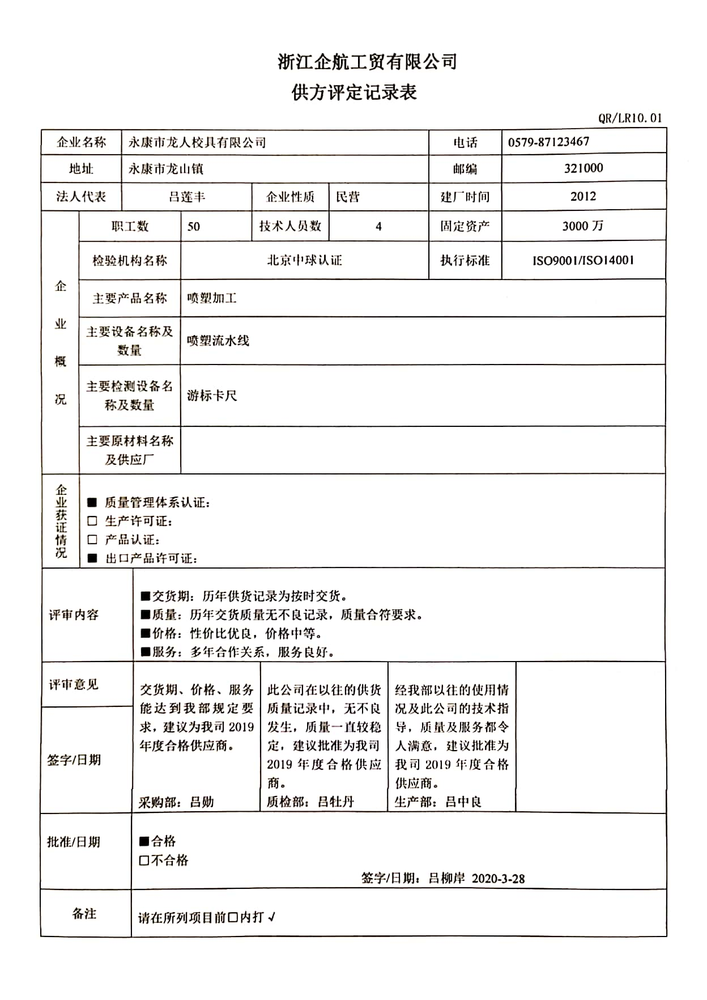 浙江企航工贸有限公司
供方评定记录表
QR/LR10.01
企业名称 永康市龙人校具有限公司 电话 0579-87123467
地址 永康市龙山镇 邮编 321000
法人代表 吕莲丰 企业性质 民营 建厂时间 2012
企业概况
职工数 50 技术人员数 4 固定资产 3000 万
检验机构名称 北京中球认证 执行标准 ISO9001/ISO14001
主要产品名称 喷塑加工
主要设备名称及
数量
喷塑流水线
主要检测设备名
称及数量
游标卡尺
主要原材料名称
及供应厂
企业获证情况
■ 质量管理体系认证:
□ 生产许可证:
□ 产品认证:
■ 出口产品许可证:
评审内容
■交货期：历年供货记录为按时交货。
■质量：历年交货质量无不良记录，质量合符要求。
■价格：性价比优良，价格中等。
■服务：多年合作关系，服务良好。
评审意见
签字/日期
交货期、价格、服务
能达到我部规定要
求，建议为我司 2019
年度合格供应商。
采购部：吕勋
此公司在以往的供货
质量记录中，无不良
发生，质量一直较稳
定，建议批准为我司
2019 年度合格供应
商。
质检部：吕牡丹
经我部以往的使用情
况及此公司的技术指
导，质量及服务都令
人满意，建议批准为
我司 2019 年度合格
供应商。
生产部：吕中良
批准/日期
■合格
□不合格
签字/日期：吕柳岸 2020-3-28
备注 请在所列项目前□内打√